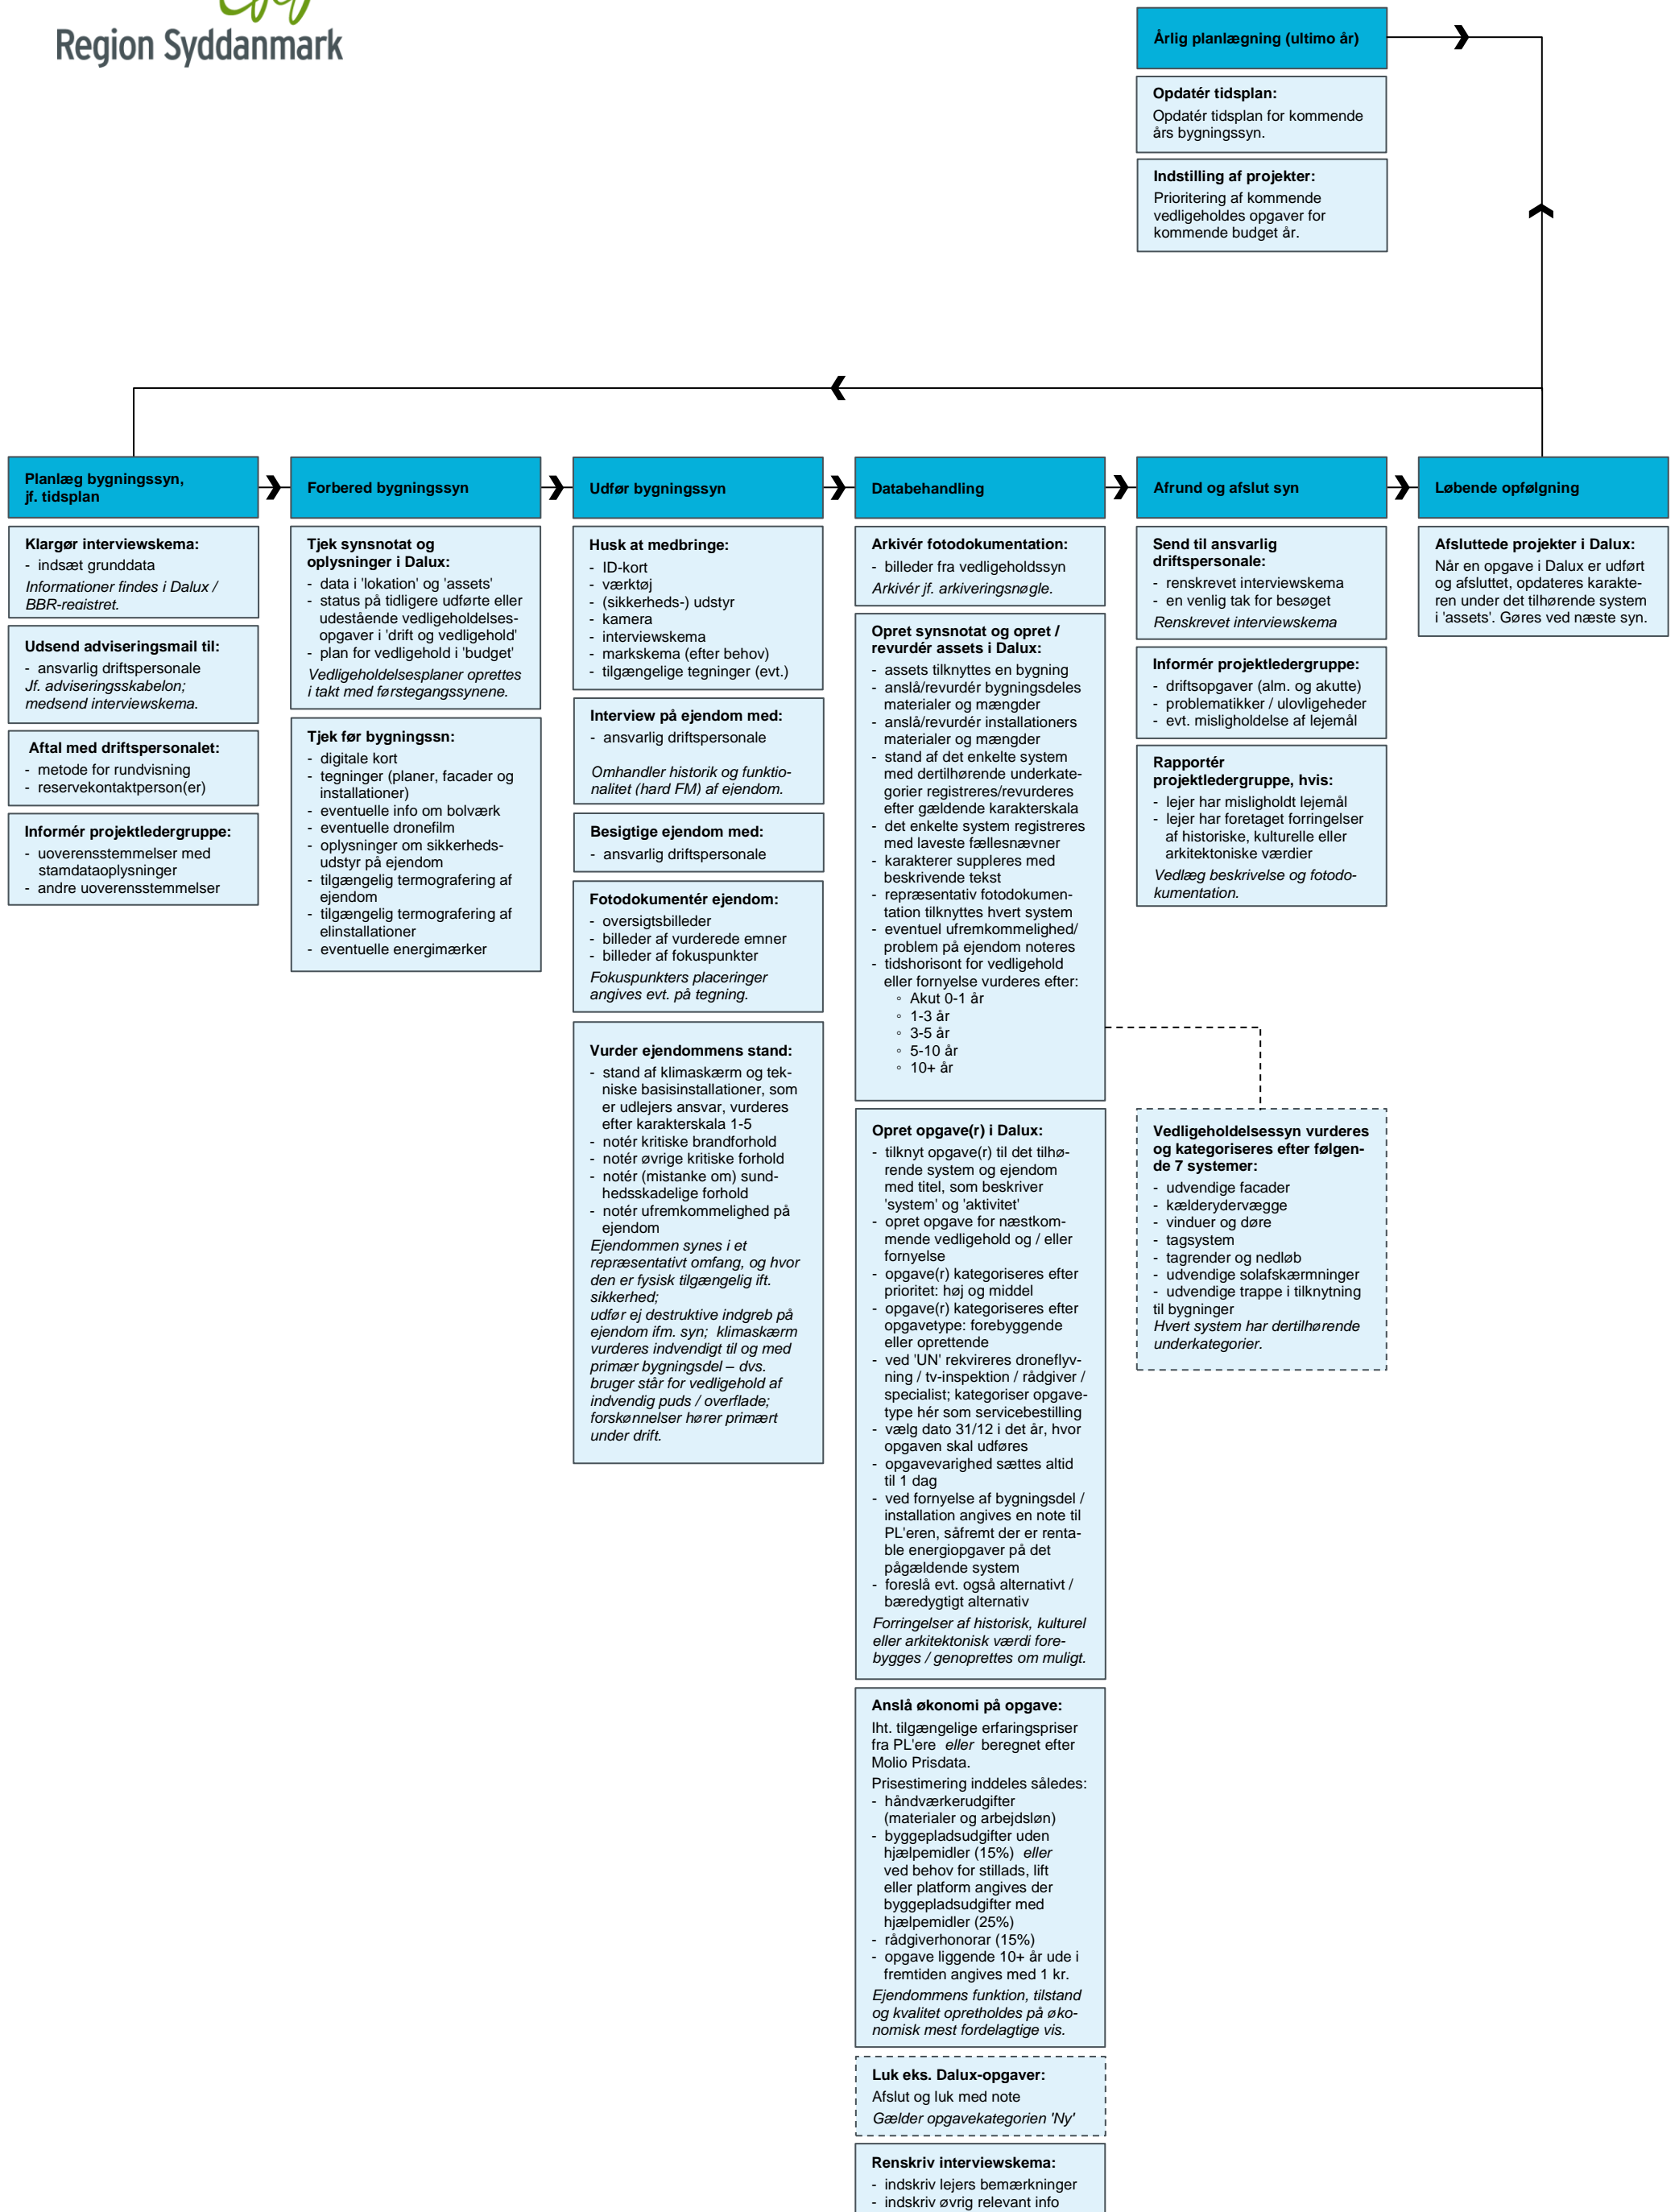 Region Syddanmark
Årlig planlægning (ultimo år)
Opdatér tidsplan:
Opdatér tidsplan for kommende
års bygningssyn.
Indstilling af projekter:
Prioritering af kommende
vedligeholdes opgaver for
kommende budget år.
Planlæg bygningssyn,
jf. tidsplan
Klargør interviewskema:
- indsæt grunddata
Informationer findes i Dalux /
BBR-registret.
Udsend adviseringsmail til:
- ansvarlig driftspersonale
Jf. adviseringsskabelon;
medsend interviewskema.
Aftal med driftspersonalet:
- metode for rundvisning
- reservekontaktperson(er)
Informér projektledergruppe:
- uoverensstemmelser med
stamdataoplysninger
- andre uoverensstemmelser
Forbered bygningssyn
Tjek synsnotat og
oplysninger i Dalux:
- data i 'lokation' og 'assets'
- status på tidligere udførte eller
udestående vedligeholdelses-
opgaver i 'drift og vedligehold'
- plan for vedligehold i 'budget'
Vedligeholdelsesplaner oprettes
i takt med førstegangssynene.
Tjek før bygningssn:
- digitale kort
- tegninger (planer, facader og
installationer)
- eventuelle info om bolværk
- eventuelle dronefilm
- oplysninger om sikkerheds-
udstyr på ejendom
- tilgængelig termografering af
ejendom
- tilgængelig termografering af
elinstallationer
- eventuelle energimærker
Udfør bygningssyn
Husk at medbringe:
- ID-kort
- værktøj
- (sikkerheds-) udstyr
- kamera
- interviewskema
- markskema (efter behov)
- tilgængelige tegninger (evt.)
Interview på ejendom med:
- ansvarlig driftspersonale
Omhandler historik og funktio-
nalitet (hard FM) af ejendom.
Besigtige ejendom med:
- ansvarlig driftspersonale
Fotodokumentér ejendom:
- oversigtsbilleder
- billeder af vurderede emner
- billeder af fokuspunkter
Fokuspunkters placeringer
angives evt. på tegning.
Vurder ejendommens stand:
- stand af klimaskærm og tek-
niske basisinstallationer, som
er udlejers ansvar, vurderes
efter karakterskala 1-5
- notér kritiske brandforhold
- notér øvrige kritiske forhold
- notér (mistanke om) sund-
hedsskadelige forhold
- notér ufremkommelighed på
ejendom
Ejendommen synes i et
repræsentativt omfang, og hvor
den er fysisk tilgængelig ift.
sikkerhed;
udfør ej destruktive indgreb på
ejendom ifm. syn; klimaskærm
vurderes indvendigt til og med
primær bygningsdel – dvs.
bruger står for vedligehold af
indvendig puds / overflade;
forskønnelser hører primært
under drift.
Databehandling
Arkivér fotodokumentation:
- billeder fra vedligeholdssyn
Arkivér jf. arkiveringsnøgle.
Opret synsnotat og opret /
revurdér assets i Dalux:
- assets tilknyttes en bygning
- anslå/revurdér bygningsdeles
materialer og mængder
- anslå/revurdér installationers
materialer og mængder
- stand af det enkelte system
med dertilhørende underkate-
gorier registreres/revurderes
efter gældende karakterskala
- det enkelte system registreres
med laveste fællesnævner
- karakterer suppleres med
beskrivende tekst
- repræsentativ fotodokumen-
tation tilknyttes hvert system
- eventuel ufremkommelighed/
problem på ejendom noteres
- tidshorisont for vedligehold
eller fornyelse vurderes efter:
◦ Akut 0-1 år
◦ 1-3 år
◦ 3-5 år
◦ 5-10 år
◦ 10+ år
Opret opgave(r) i Dalux:
- tilknyt opgave(r) til det tilhø-
rende system og ejendom
med titel, som beskriver
'system' og 'aktivitet'
- opret opgave for næstkom-
mende vedligehold og / eller
fornyelse
- opgave(r) kategoriseres efter
prioritet: høj og middel
- opgave(r) kategoriseres efter
opgavetype: forebyggende
eller oprettende
- ved 'UN' rekvireres droneflyv-
ning / tv-inspektion / rådgiver /
specialist; kategoriser opgave-
type hér som servicebestilling
- vælg dato 31/12 i det år, hvor
opgaven skal udføres
- opgavevarighed sættes altid
til 1 dag
- ved fornyelse af bygningsdel /
installation angives en note til
PL'eren, såfremt der er renta-
ble energiopgaver på det
pågældende system
- foreslå evt. også alternativt /
bæredygtigt alternativ
Forringelser af historisk, kulturel
eller arkitektonisk værdi fore-
bygges / genoprettes om muligt.
Anslå økonomi på opgave:
Iht. tilgængelige erfaringspriser
fra PL'ere eller beregnet efter
Molio Prisdata.
Prisestimering inddeles således:
- håndværkerudgifter
(materialer og arbejdsløn)
- byggepladsudgifter uden
hjælpemidler (15%) eller
ved behov for stillads, lift
eller platform angives der
byggepladsudgifter med
hjælpemidler (25%)
- rådgiverhonorar (15%)
- opgave liggende 10+ år ude i
fremtiden angives med 1 kr.
Ejendommens funktion, tilstand
og kvalitet opretholdes på øko-
nomisk mest fordelagtige vis.
Luk eks. Dalux-opgaver:
Afslut og luk med note
Gælder opgavekategorien 'Ny'
Renskriv interviewskema:
- indskriv lejers bemærkninger
- indskriv øvrig relevant info
Afrund og afslut syn
Send til ansvarlig
driftspersonale:
- renskrevet interviewskema
- en venlig tak for besøget
Renskrevet interviewskema
Informér projektledergruppe:
- driftsopgaver (alm. og akutte)
- problematikker / ulovligheder
- evt. misligholdelse af lejemål
Rapportér
projektledergruppe, hvis:
- lejer har misligholdt lejemål
- lejer har foretaget forringelser
af historiske, kulturelle eller
arkitektoniske værdier
Vedlæg beskrivelse og fotodo-
kumentation.
Vedligeholdelsessyn vurderes
og kategoriseres efter følgen-
de 7 systemer:
- udvendige facader
- kælderydervægge
- vinduer og døre
- tagsystem
- tagrender og nedløb
- udvendige solafskærmninger
- udvendige trappe i tilknytning
til bygninger
Hvert system har dertilhørende
underkategorier.
Løbende opfølgning
Afsluttede projekter i Dalux:
Når en opgave i Dalux er udført
og afsluttet, opdateres karakte-
ren under det tilhørende system
i 'assets'. Gøres ved næste syn.